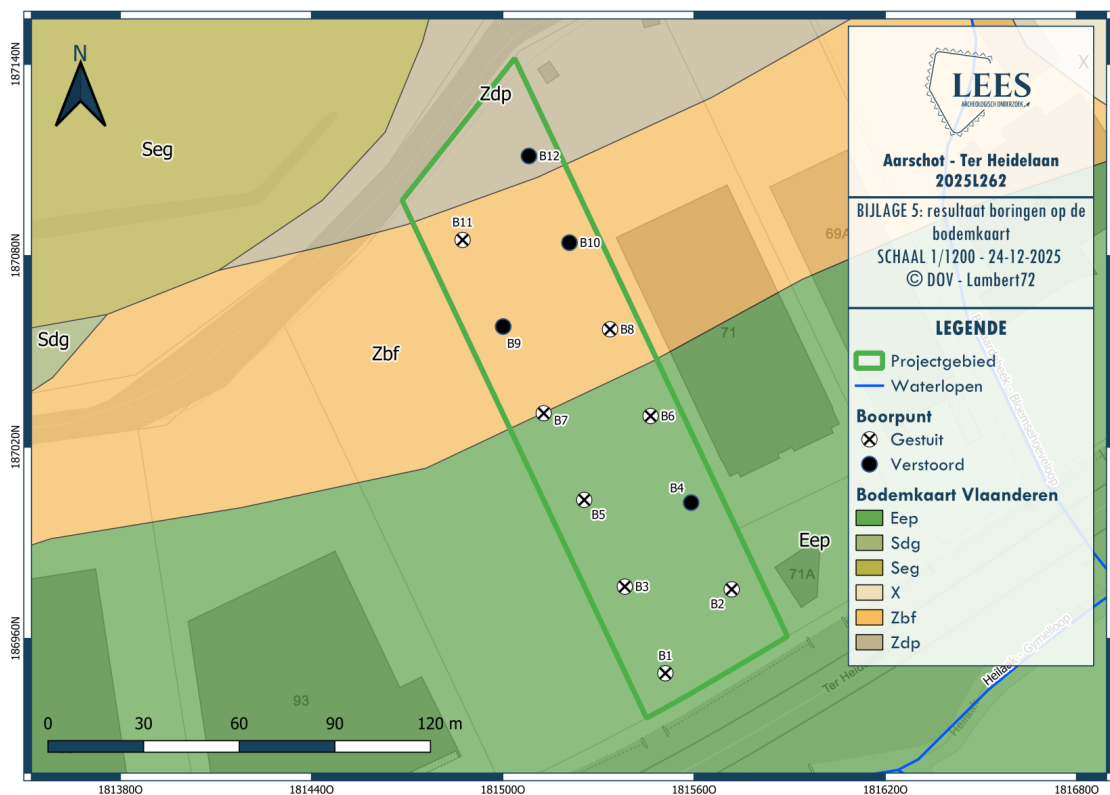 N
Zdp
Seg
Sdg
Zbf
Eep
B12
B11
B10
B9
B8
B7
B6
B5
B4
B3
B2
B1
69A
71
71A
93
X
Heilaak - Gymelloop
Heilaak
0 30 60 90 120 m
187140N
187080N
187020N
186960N
181380O
181440O
181500O
181560O
181620O
181680O
LEES
ARCHEOLOGISCH ONDERZOEK
Aarschot - Ter Heidelaan
2025L262
BIJLAGE 5: resultaat boringen op de
bodemkaart
SCHAAL 1/1200 - 24-12-2025
© DOV - Lambert72
LEGENDE
Projectgebied
Waterlopen
Boorpunt
Gestuit
Verstoord
Bodemkaart Vlaanderen
Eep
Sdg
Seg
X
Zbf
Zdp